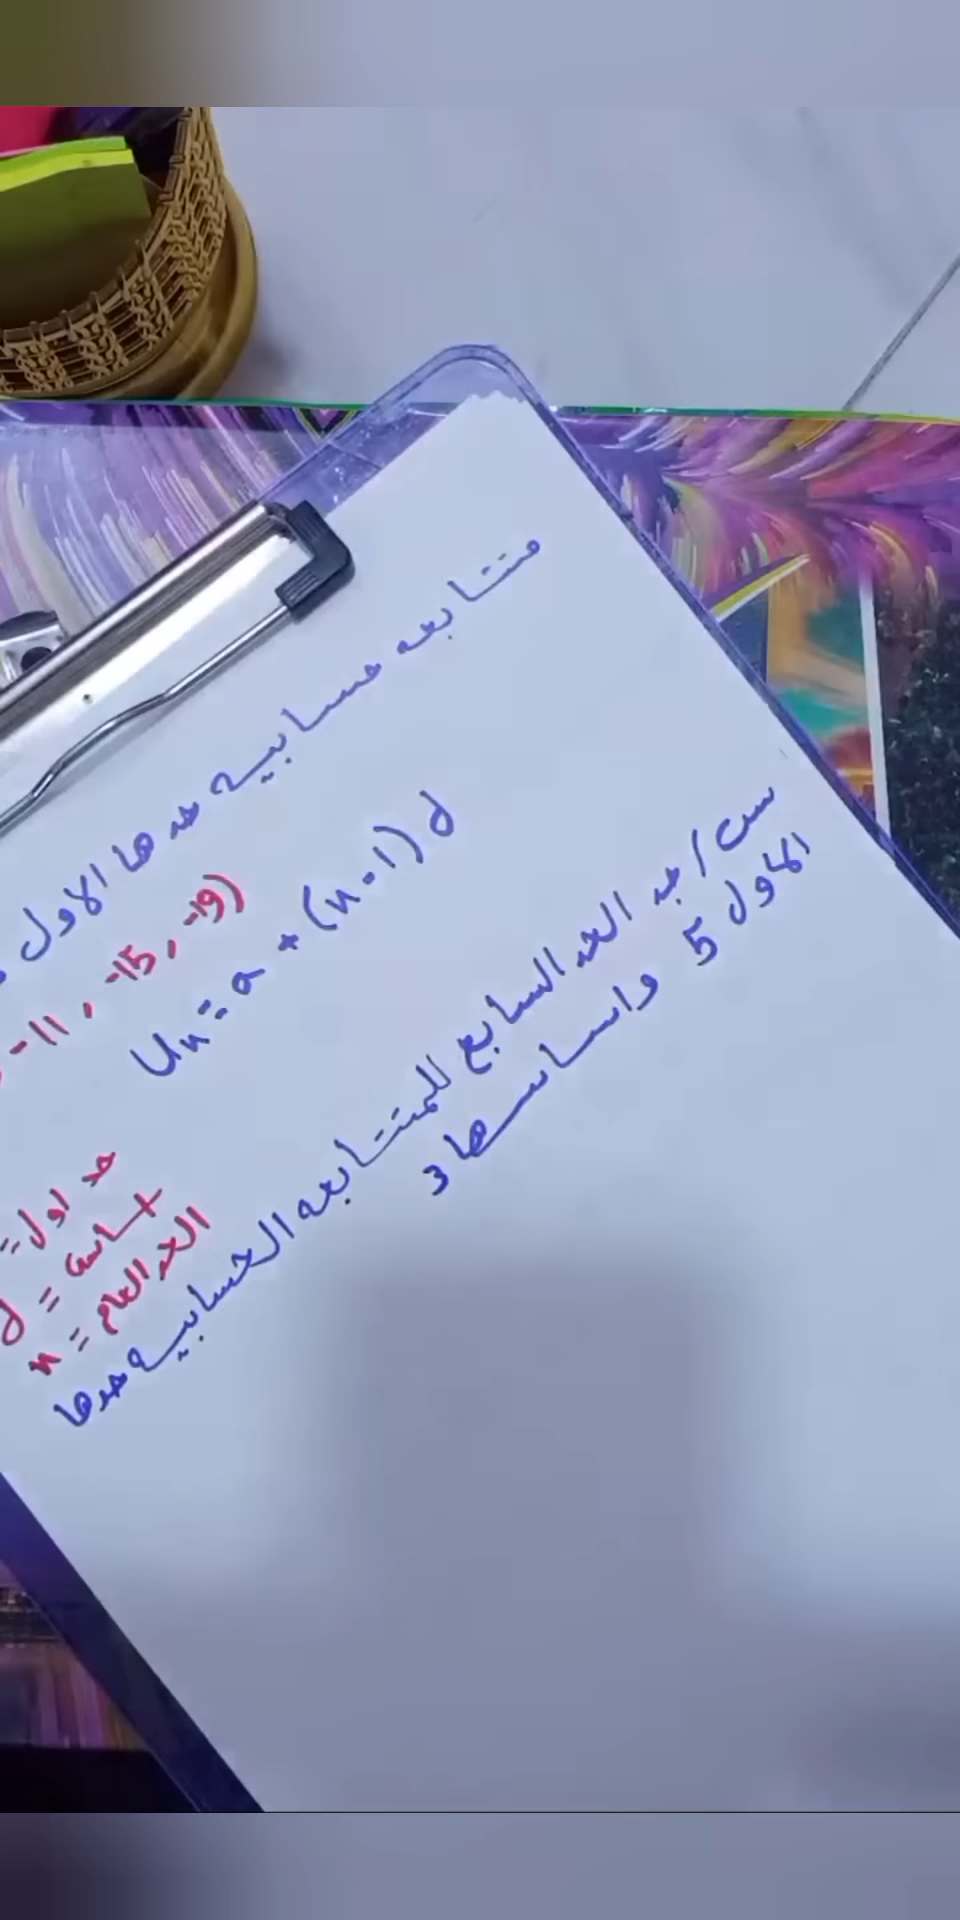 متتابعه حسابيه حدها الاول
-11, -15, -19)
Un = a + (n-1) d
حد اول =
اساس = d
الحد العام = n
س/ جد الحد السابع للمتتابعه الحسابيه حدها
الاول 5 واساسها 3